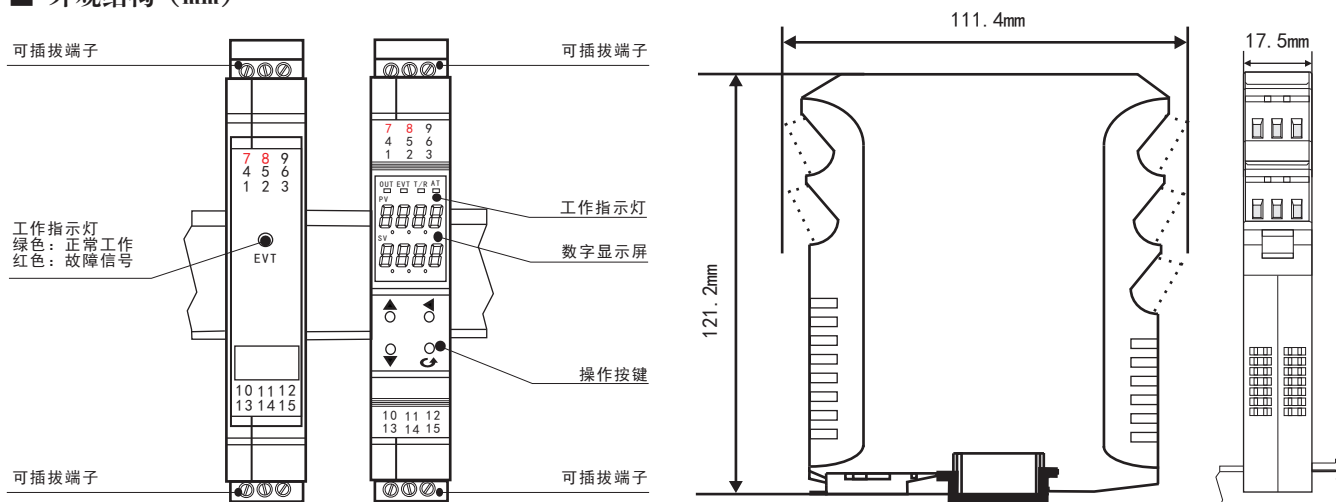 ■ 外观结构（mm）
可插拔端子
可插拔端子
7 8 9
4 5 6
1 2 3
工作指示灯
绿色：正常工作
红色：故障信号
EVT
10 11 12
13 14 15
可插拔端子
7 8 9
4 5 6
1 2 3
OUT EVT T/R AT
PV
8888
SV
8888
工作指示灯
数字显示屏
操作按键
10 11 12
13 14 15
可插拔端子
111.4mm
121.2mm
17.5mm